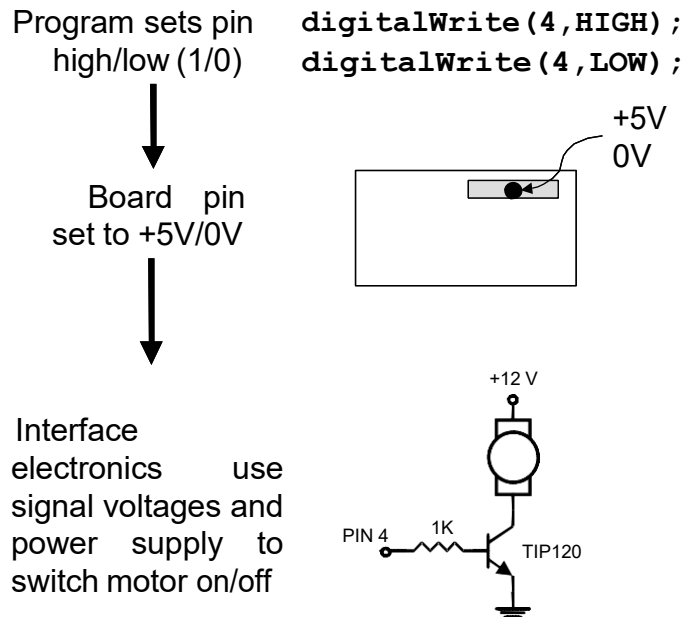 Program sets pin
high/low (1/0)
digitalWrite(4,HIGH);
digitalWrite(4,LOW);
+5V
0V
Board pin
set to +5V/0V
+12 V
Interface
electronics use
signal voltages and
power supply to
switch motor on/off
PIN 4
1K
TIP120